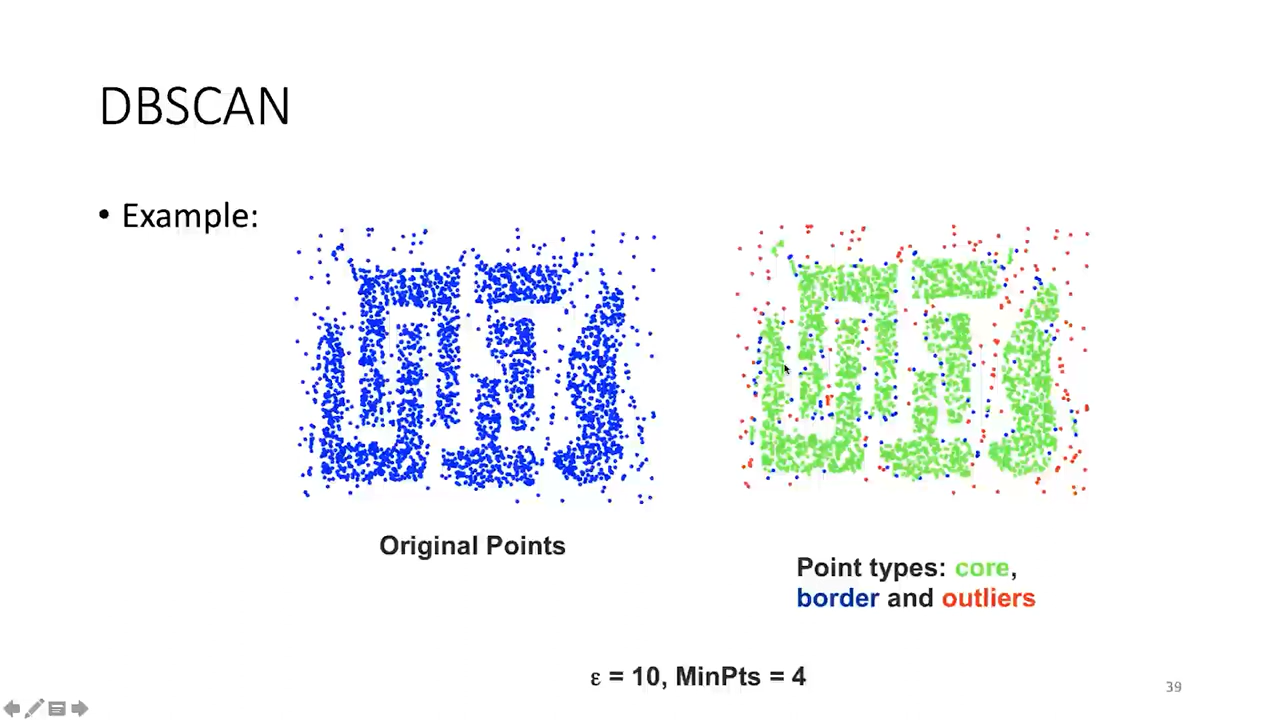 DBSCAN
• Example:
Original Points
Point types: core,
border and outliers
ε = 10, MinPts = 4
39